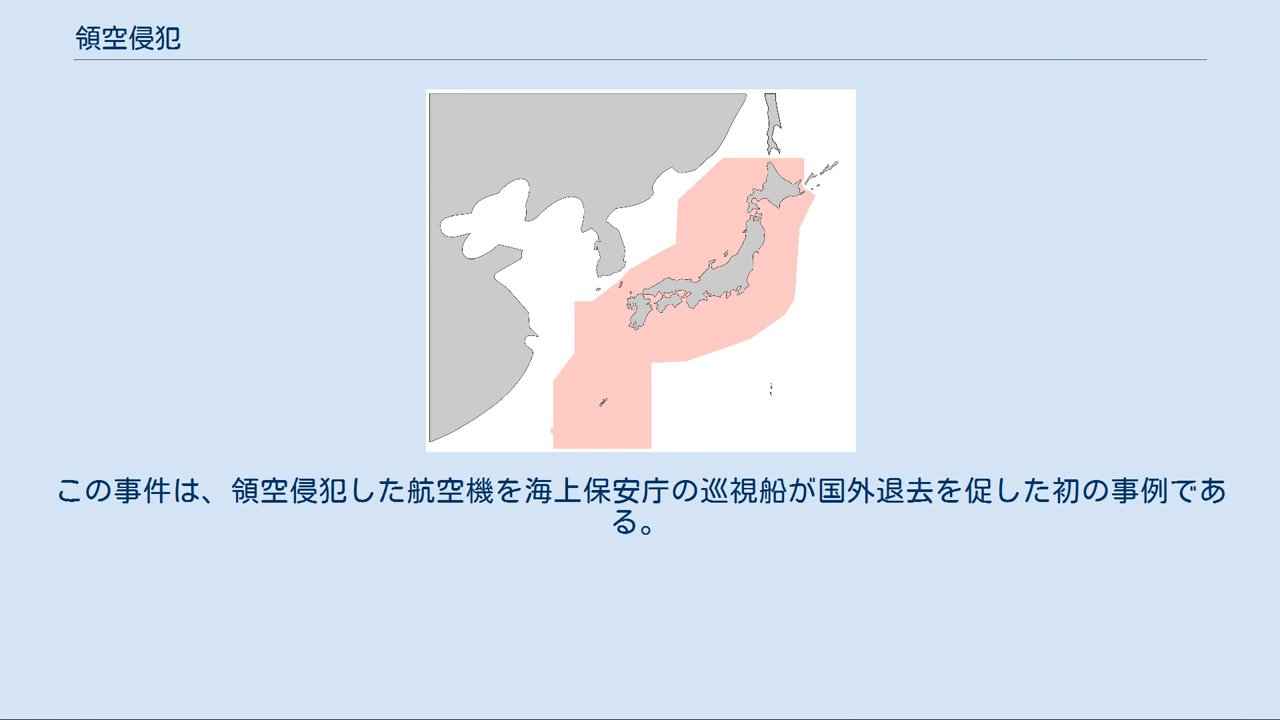 領空侵犯
この事件は、領空侵犯した航空機を海上保安庁の巡視船が国外退去を促した初の事例であ
る。